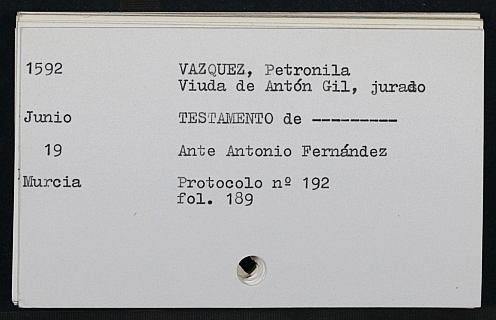 1592 VAZQUEZ, Petronila
Viuda de Antón Gil, jurado
Junio TESTAMENTO de ---------
19 Ante Antonio Fernández
Murcia Protocolo nº 192
fol. 189